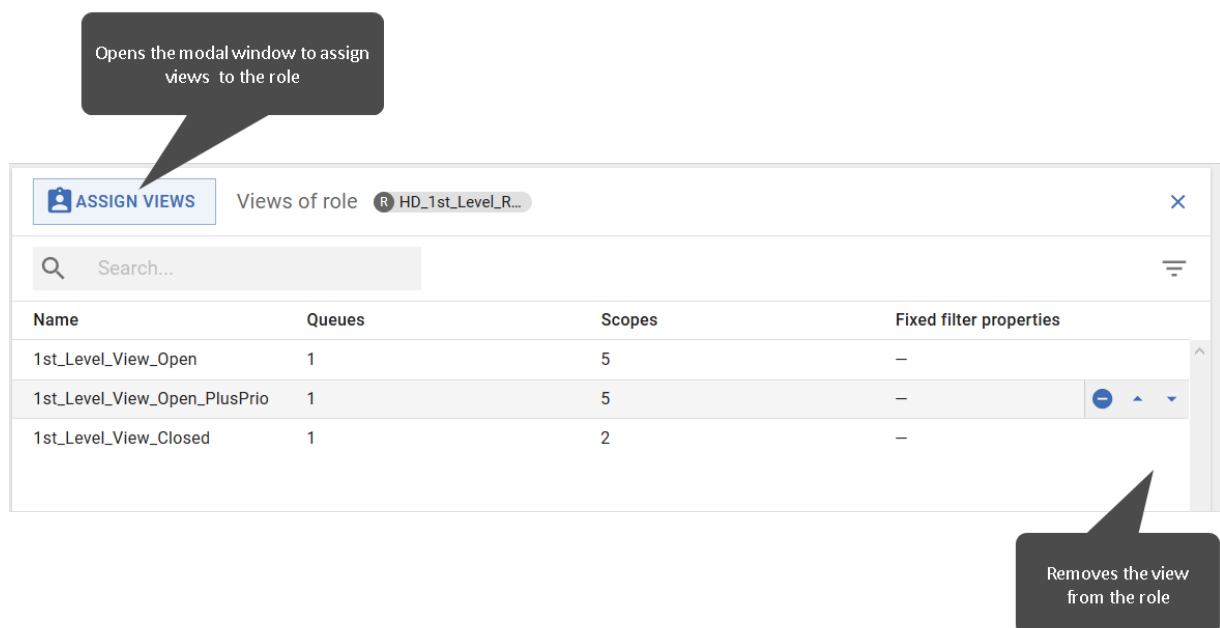 Opens the modal window to assign
views to the role
ASSIGN VIEWS Views of role R HD_1st_Level_R...
Search...
Name Queues Scopes Fixed filter properties
1st_Level_View_Open 1 5 –
1st_Level_View_Open_PlusPrio 1 5 –
1st_Level_View_Closed 1 2 –
Removes the view
from the role